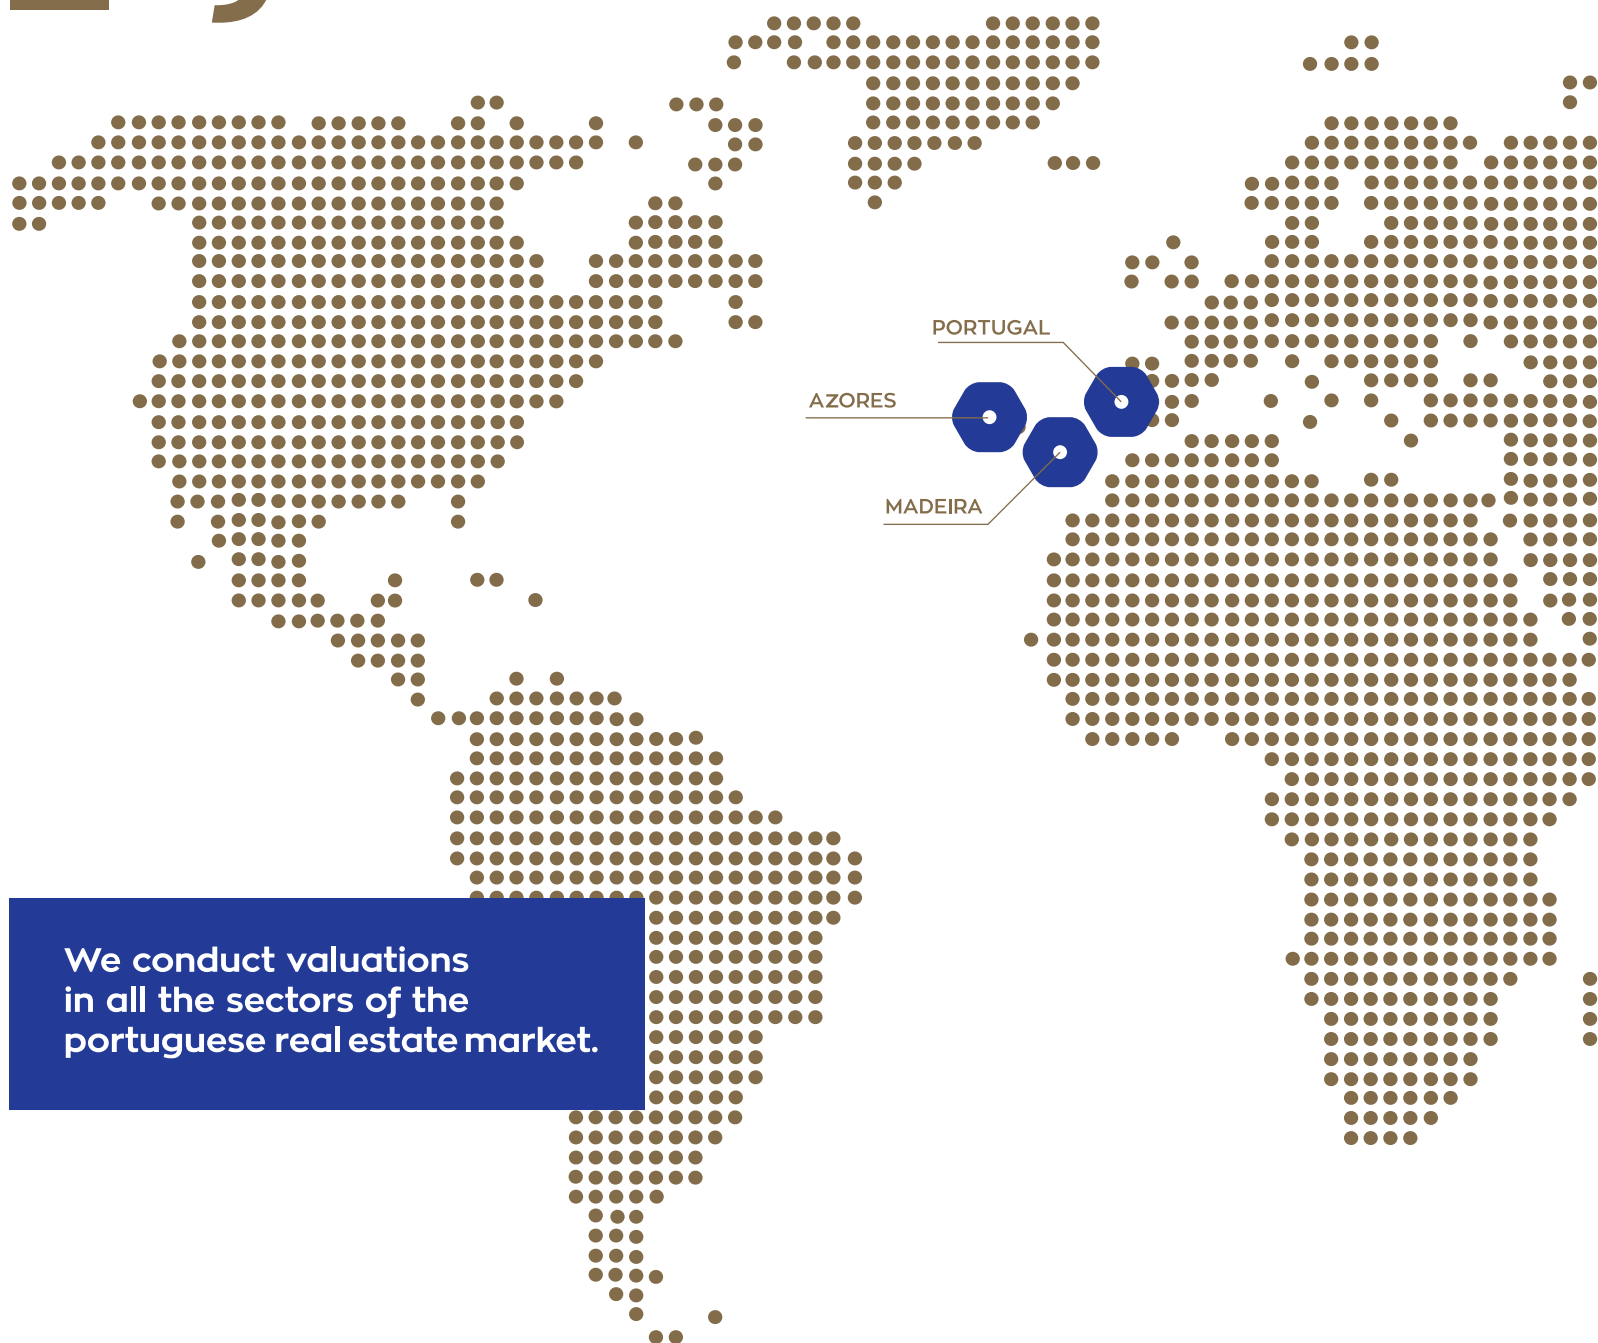 PORTUGAL
AZORES
MADEIRA
We conduct valuations
in all the sectors of the
portuguese real estate market.